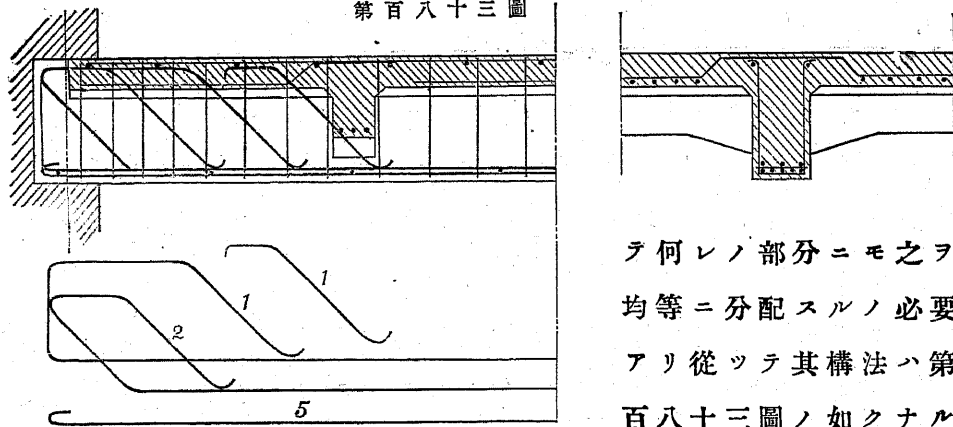 第百八十三圖
1
1
2
5
テ何レノ部分ニモ之ヲ
均等ニ分配スルノ必要
アリ從ツテ其構法ハ第
百八十三圖ノ如クナル